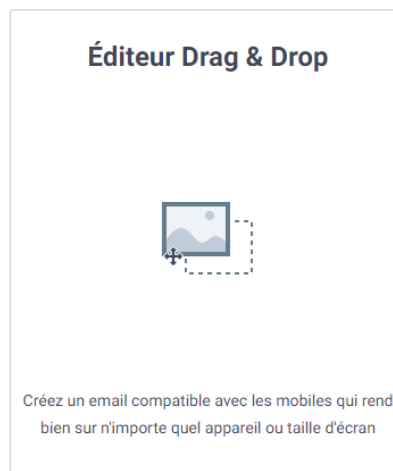 Éditeur Drag & Drop
Créez un email compatible avec les mobiles qui rend
bien sur n'importe quel appareil ou taille d'écran